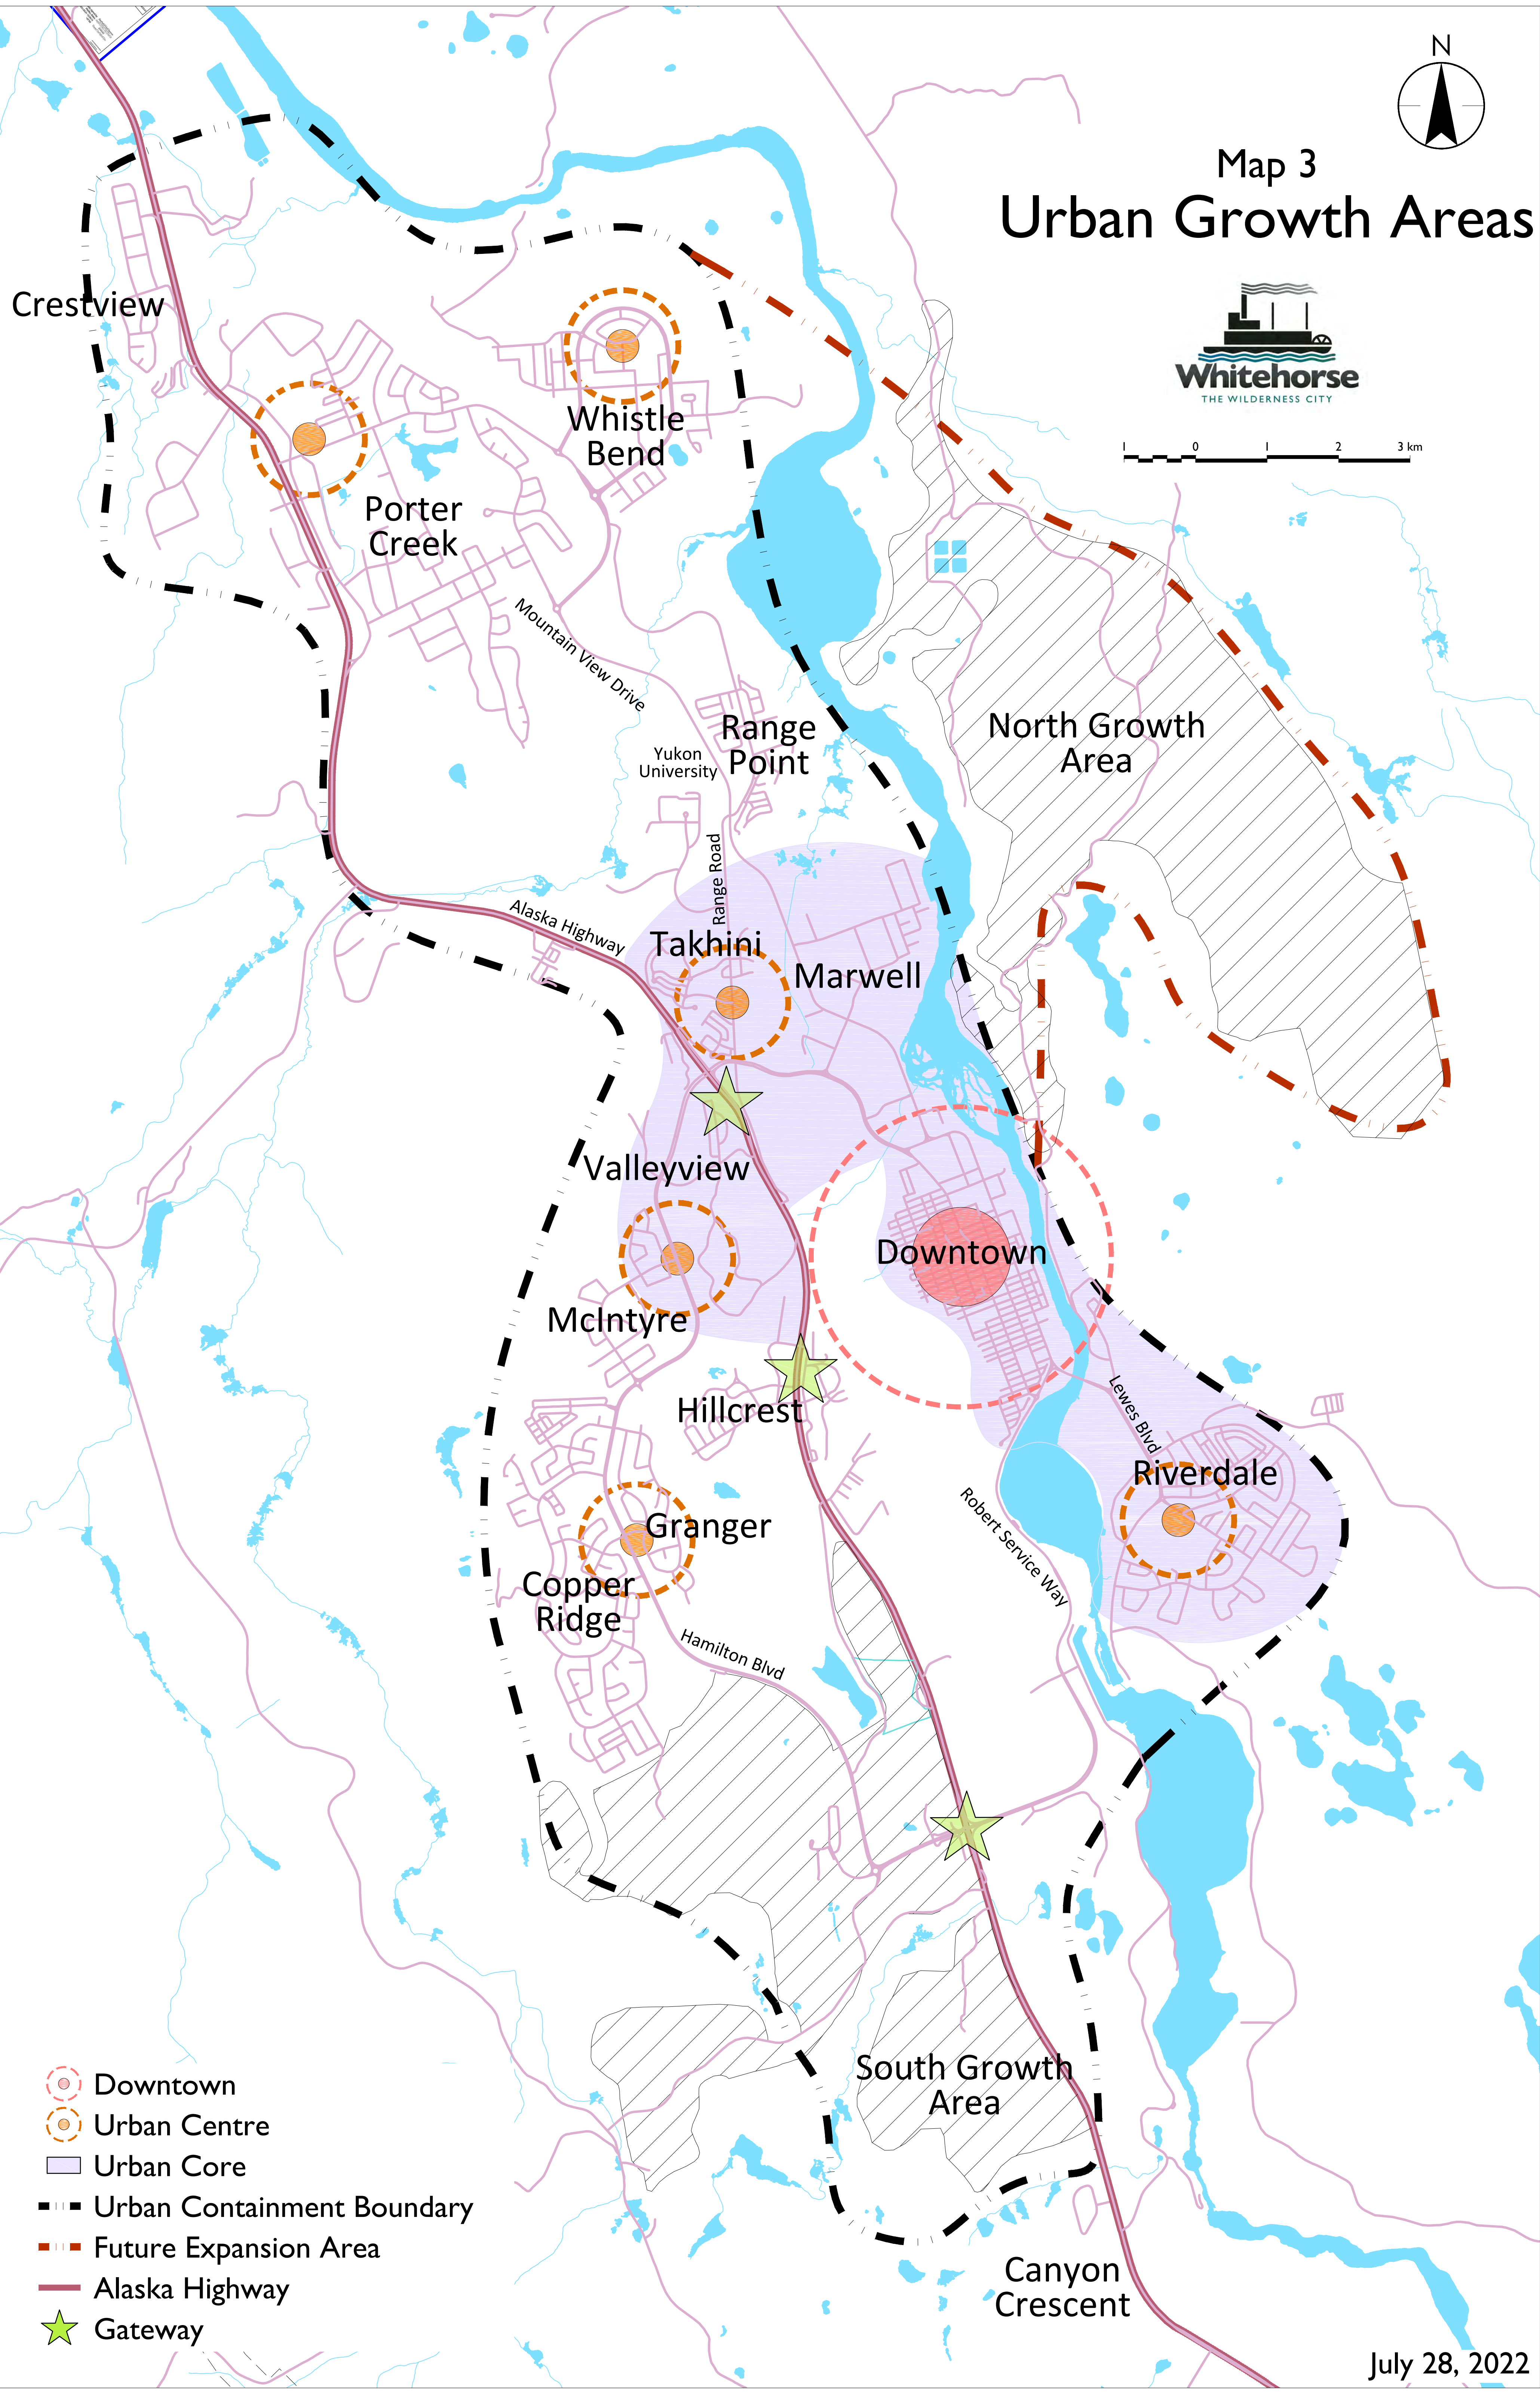 N
Map 3
Urban Growth Areas
Whitehorse
THE WILDERNESS CITY
1 0 1 2 3 km
Crestview
Whistle
Bend
Porter
Creek
Mountain View Drive
Range
Point
Yukon
University
North Growth
Area
Range Road
Alaska Highway
Takhini
Marwell
Valleyview
Downtown
McIntyre
Hillcrest
Lewes Blvd
Riverdale
Robert Service Way
Granger
Copper
Ridge
Hamilton Blvd
South Growth
Area
Canyon
Crescent
Downtown
Urban Centre
Urban Core
Urban Containment Boundary
Future Expansion Area
Alaska Highway
Gateway
July 28, 2022